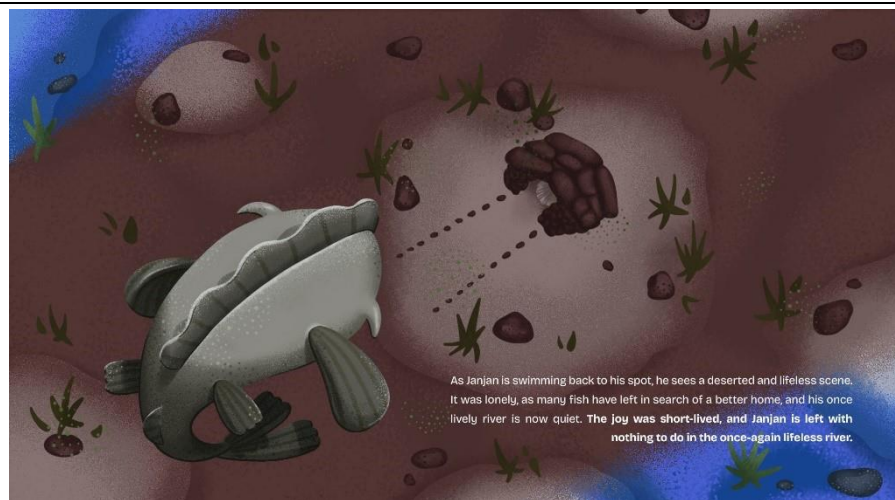 As Janjan is swimming back to his spot, he sees a deserted and lifeless scene.
It was lonely, as many fish have left in search of a better home, and his once
lively river is now quiet. The joy was short-lived, and Janjan is left with
nothing to do in the once-again lifeless river.